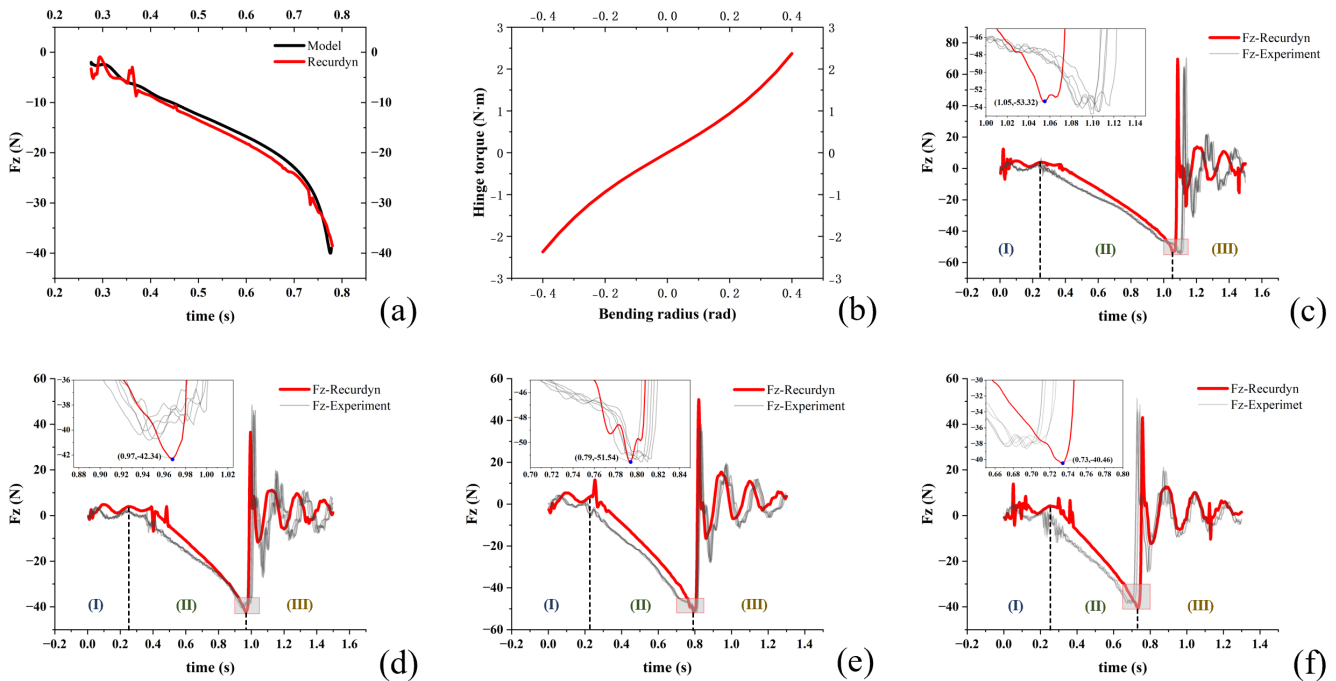 0.2 0.3 0.4 0.5 0.6 0.7 0.8
0 −10 −20 −30 −40
Fz (N)
Model
Recurdyn
0 −10 −20 −30 −40
0.2 0.3 0.4 0.5 0.6 0.7 0.8
time (s)
(a)
−0.4 −0.2 0.0 0.2 0.4
3 2 1 0 −1 −2 −3
Hinge torque (N·m)
3 2 1 0 −1 −2 −3
−0.4 −0.2 0.0 0.2 0.4
Bending radius (rad)
(b)
80 60 40 20 0 −20 −40 −60
Fz (N)
−46 −48 −50 −52 −54
(1.05,-53.32)
1.00 1.02 1.04 1.06 1.08 1.10 1.12 1.14
Fz-Recurdyn
Fz-Experiment
(I) (II) (III)
−0.2 0.0 0.2 0.4 0.6 0.8 1.0 1.2 1.4 1.6
time (s)
(c)
60 40 20 0 −20 −40
Fz (N)
−36 −38 −40 −42
(0.97,-42.34)
0.88 0.90 0.92 0.94 0.96 0.98 1.00 1.02
Fz-Recurdyn
Fz-Experiment
(I) (II) (III)
−0.2 0.0 0.2 0.4 0.6 0.8 1.0 1.2 1.4 1.6
time (s)
(d)
60 40 20 0 −20 −40 −60
Fz (N)
−46 −48 −50
(0.79,-51.54)
0.70 0.72 0.74 0.76 0.78 0.80 0.82 0.84
Fz-Recurdyn
Fz-Experiment
(I) (II) (III)
−0.2 0.0 0.2 0.4 0.6 0.8 1.0 1.2 1.4
time (s)
(e)
60 40 20 0 −20 −40
Fz (N)
−30 −32 −34 −36 −38 −40
(0.73,-40.46)
0.66 0.68 0.70 0.72 0.74 0.76 0.78 0.80
Fz-Recurdyn
Fz-Experimet
(I) (II) (III)
−0.2 0.0 0.2 0.4 0.6 0.8 1.0 1.2 1.4
time (s)
(f)